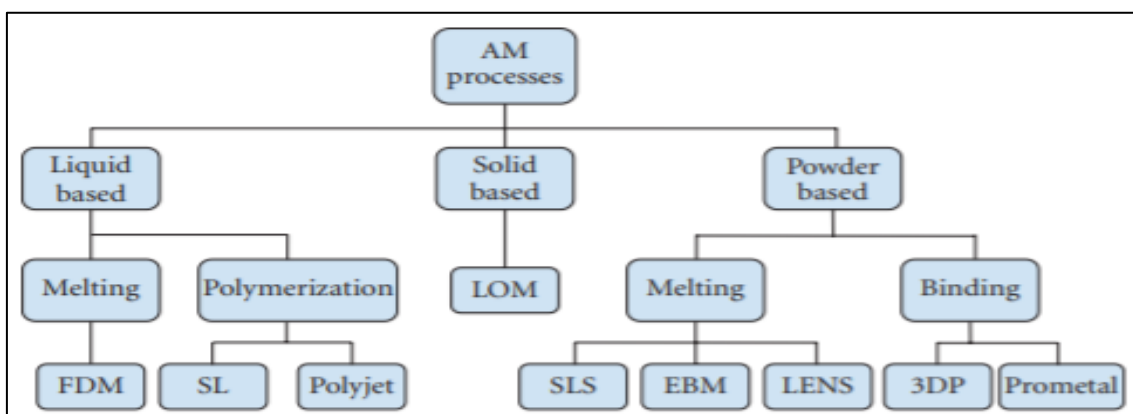 AM
processes
Liquid
based
Solid
based
Powder
based
Melting
Polymerization
LOM
Melting
Binding
FDM
SL
Polyjet
SLS
EBM
LENS
3DP
Prometal